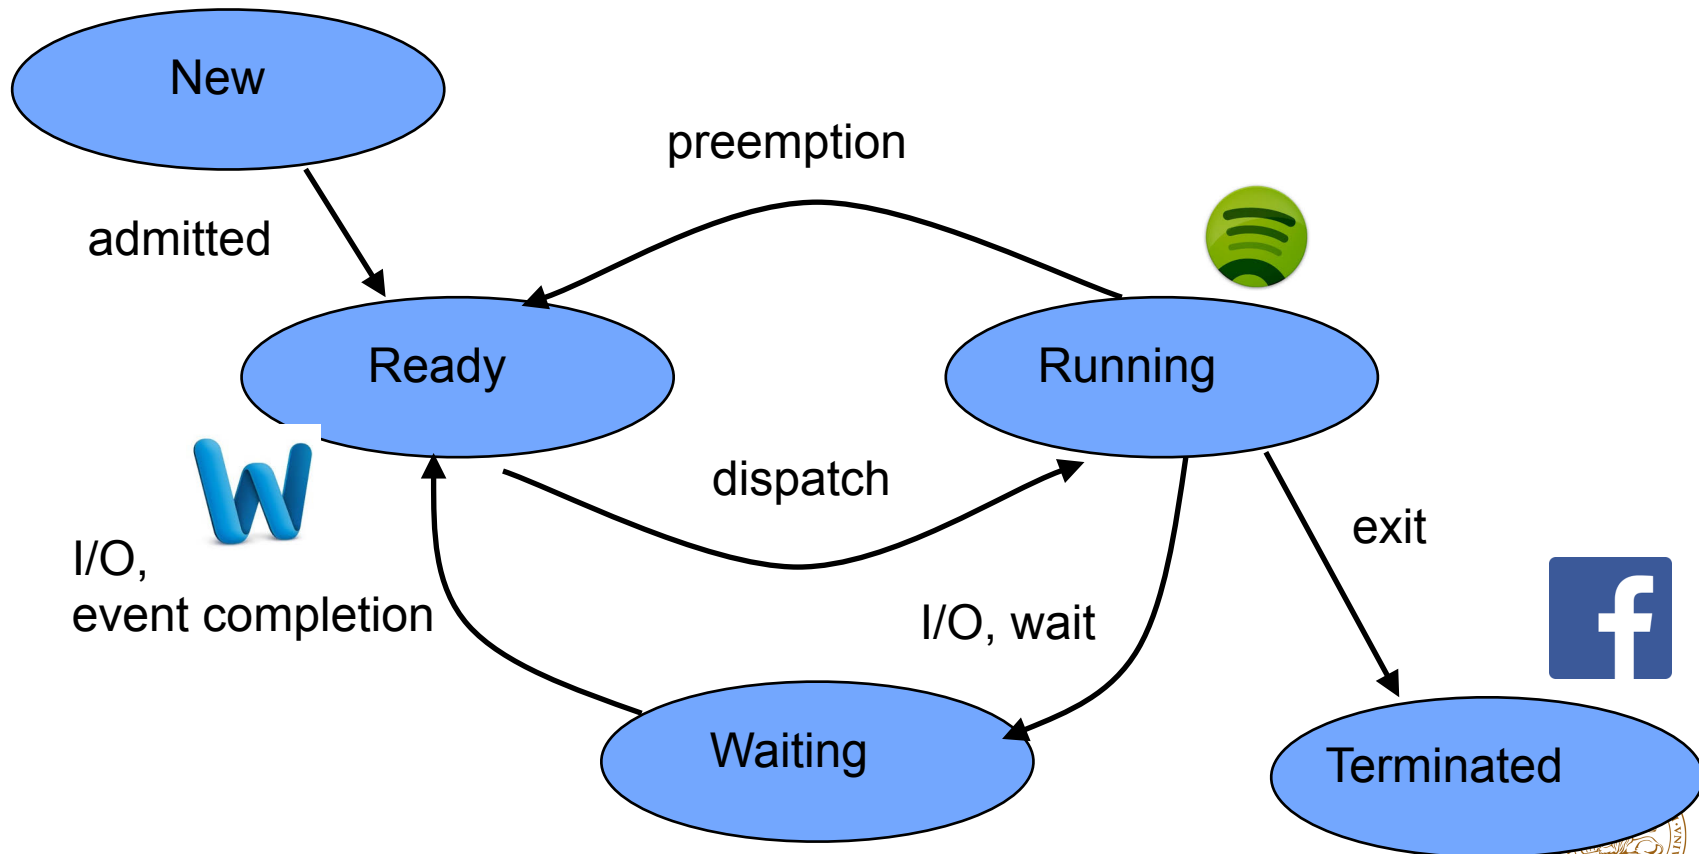 New
preemption
admitted
Ready
Running
dispatch
exit
I/O,
event completion
I/O, wait
Waiting
Terminated